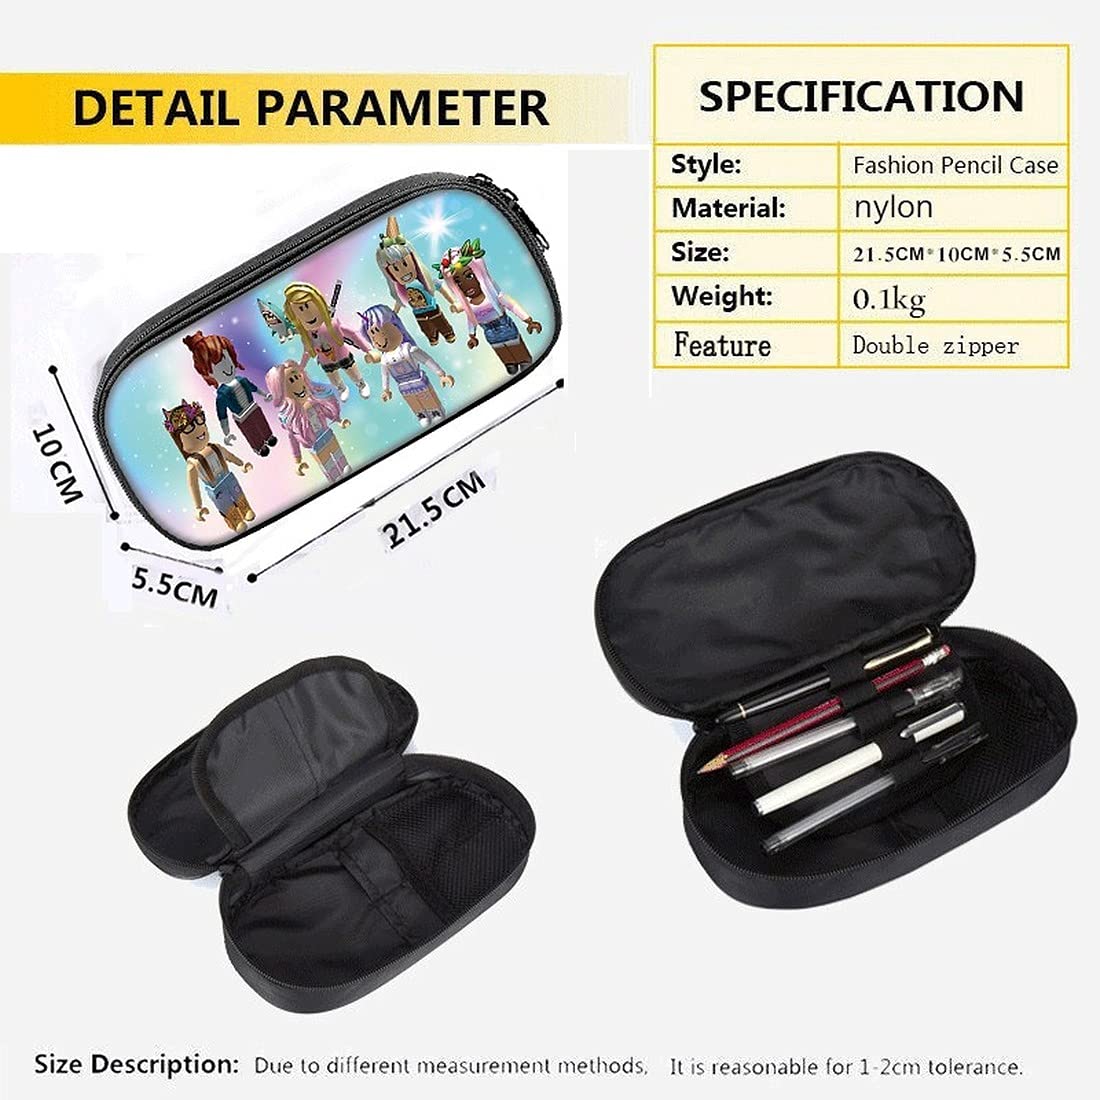 DETAIL PARAMETER
SPECIFICATION
Style: Fashion Pencil Case
Material: nylon
Size: 21.5CM*10CM*5.5CM
Weight: 0.1kg
Feature Double zipper
10CM
5.5CM
21.5CM
Size Description: Due to different measurement methods, It is reasonable for 1-2cm tolerance.